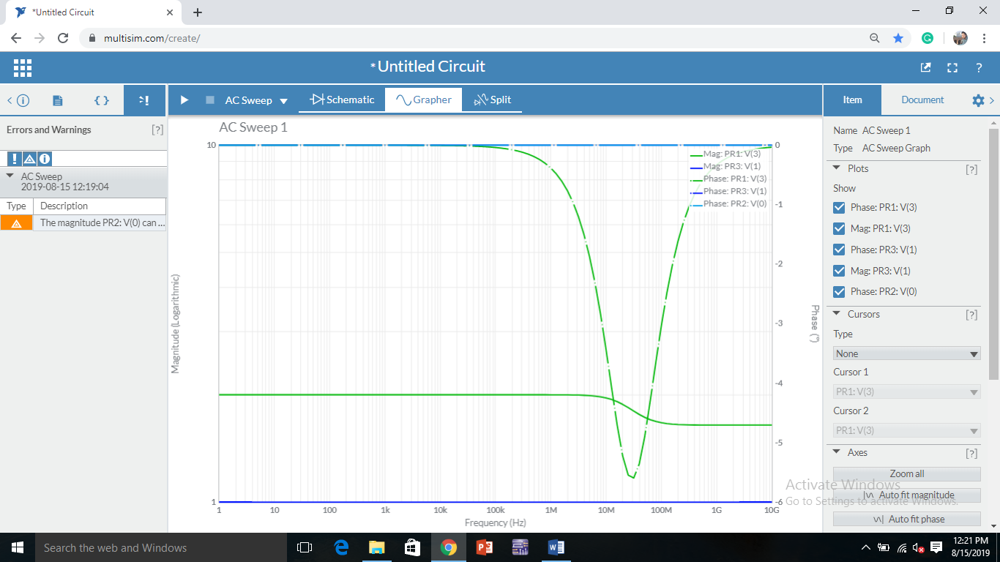 *Untitled Circuit
multisim.com/create/
*Untitled Circuit
?
AC Sweep
Schematic
Grapher
Split
Item
Document
Errors and Warnings
[?]
AC Sweep
2019-08-15 12:19:04
Type
Description
The magnitude PR2: V(0) can ...
AC Sweep 1
10
1
Magnitude (Logarithmic)
1
10
100
1k
10k
100k
1M
10M
100M
1G
10G
Frequency (Hz)
0
-1
-2
-3
-4
-5
-6
Phase (°)
Mag: PR1: V(3)
Mag: PR3: V(1)
Phase: PR1: V(3)
Phase: PR3: V(1)
Phase: PR2: V(0)
Name AC Sweep 1
Type AC Sweep Graph
Plots [?]
Show
Phase: PR1: V(3)
Mag: PR1: V(3)
Phase: PR3: V(1)
Mag: PR3: V(1)
Phase: PR2: V(0)
Cursors [?]
Type
None
Cursor 1
PR1: V(3)
Cursor 2
PR1: V(3)
Axes [?]
Zoom all
Auto fit magnitude
Auto fit phase
Activate Windows
Go to Settings to activate Windows.
Search the web and Windows
12:21 PM
8/15/2019